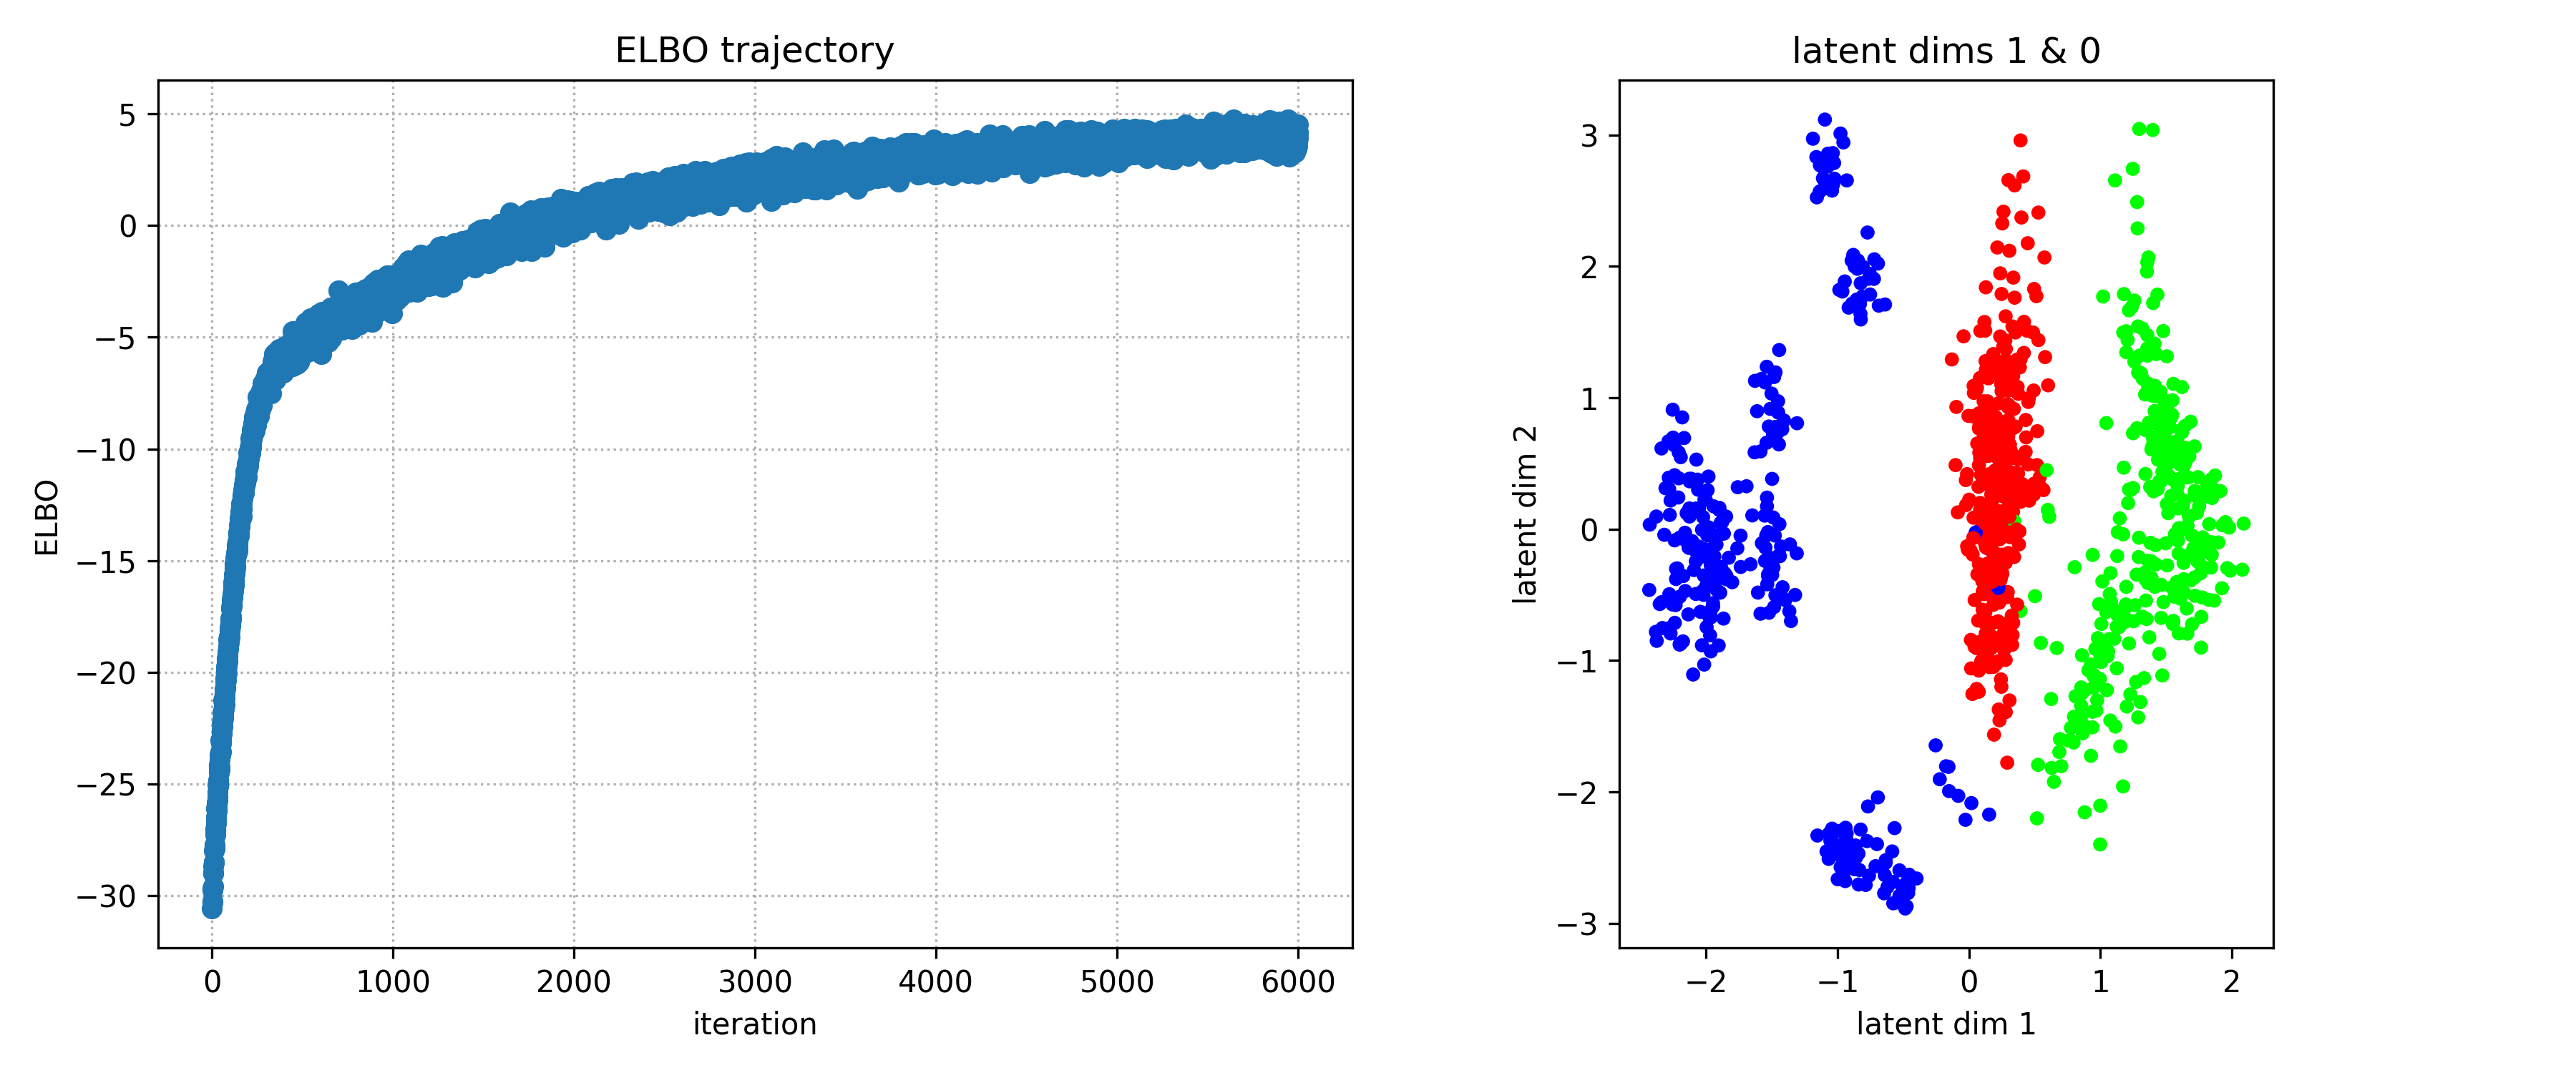 ELBO trajectory
5
0
−5
−10
−15
−20
−25
−30
ELBO
0 1000 2000 3000 4000 5000 6000
iteration
latent dims 1 & 0
3
2
1
0
−1
−2
−3
latent dim 2
−2 −1 0 1 2
latent dim 1